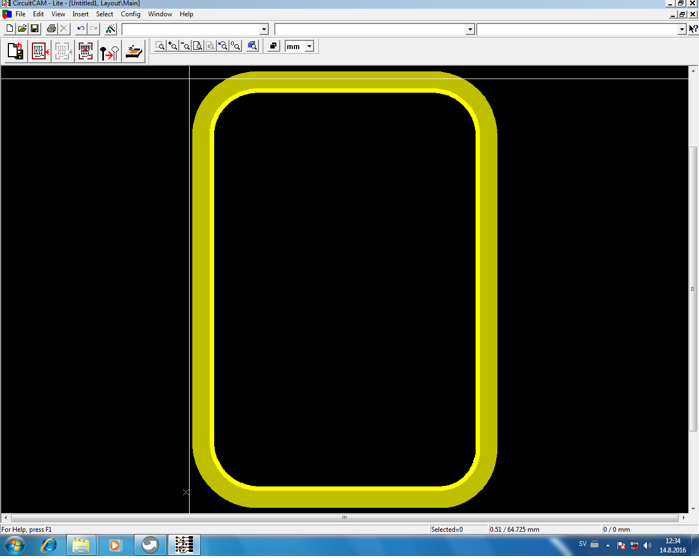 CircuitCAM - Lite - [Untitled1, Layout\Main]
File Edit View Insert Select Config Window Help
mm
For Help, press F1
Selected=0
0.51 / 64.725 mm
0 / 0 mm
SV
12:34
14.8.2016